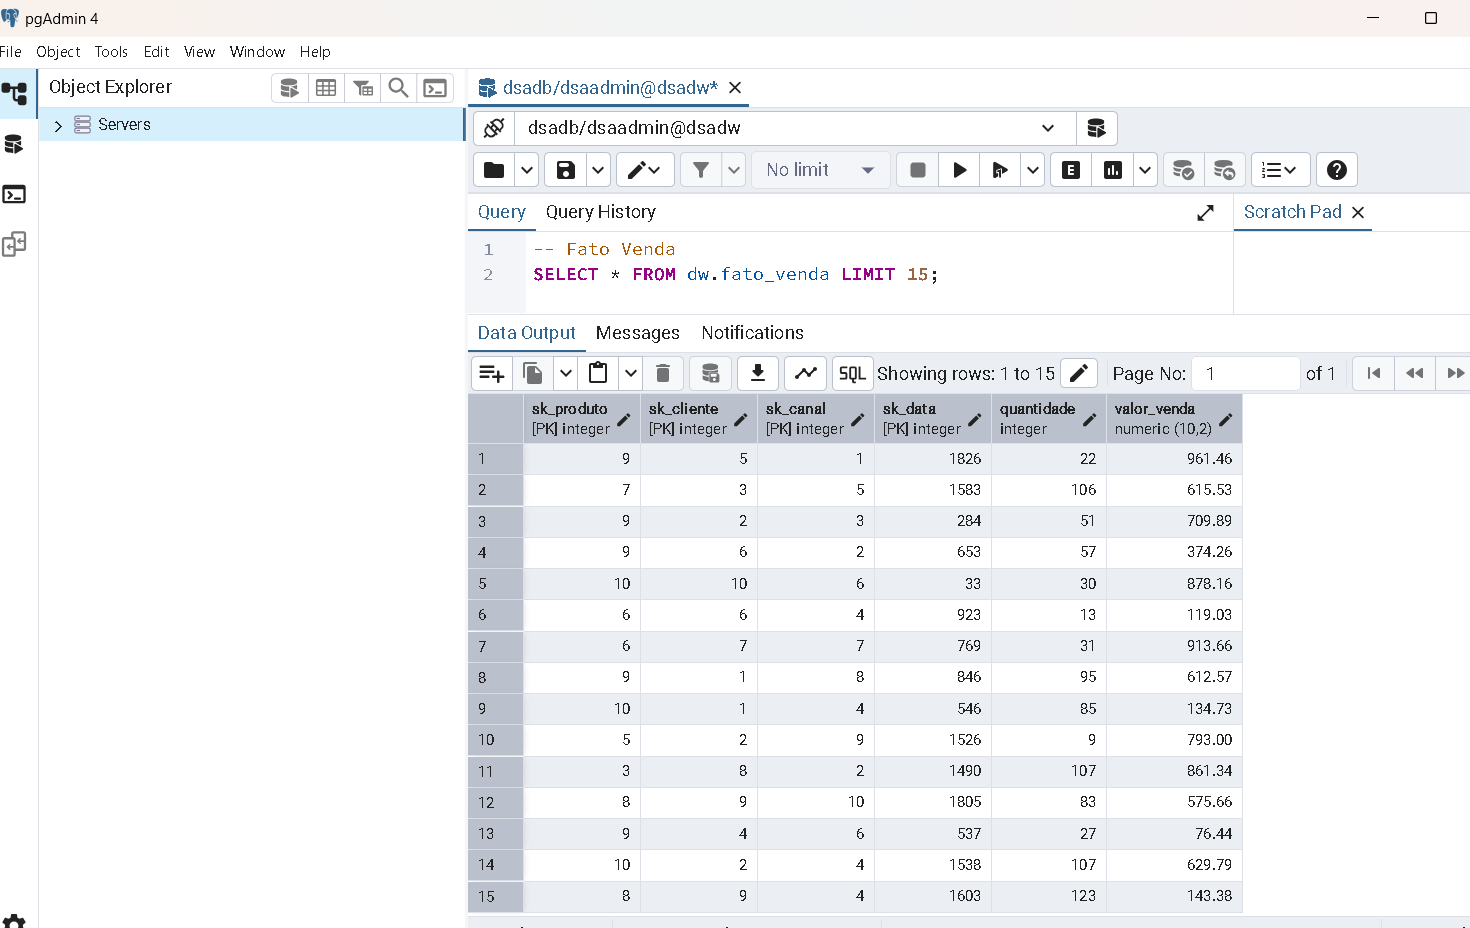 pgAdmin 4
File Object Tools Edit View Window Help
Object Explorer
Servers
dsadb/dsaadmin@dsadw*
dsadb/dsaadmin@dsadw
No limit
E
Query Query History
Scratch Pad
1 -- Fato Venda
2 SELECT * FROM dw.fato_venda LIMIT 15;
Data Output Messages Notifications
SQL Showing rows: 1 to 15 Page No: 1 of 1
sk_produto sk_cliente sk_canal sk_data quantidade valor_venda
[PK] integer [PK] integer [PK] integer [PK] integer integer numeric (10,2)
1 9 5 1 1826 22 961.46
2 7 3 5 1583 106 615.53
3 9 2 3 284 51 709.89
4 9 6 2 653 57 374.26
5 10 10 6 33 30 878.16
6 6 6 4 923 13 119.03
7 6 7 7 769 31 913.66
8 9 1 8 846 95 612.57
9 10 1 4 546 85 134.73
10 5 2 9 1526 9 793.00
11 3 8 2 1490 107 861.34
12 8 9 10 1805 83 575.66
13 9 4 6 537 27 76.44
14 10 2 4 1538 107 629.79
15 8 9 4 1603 123 143.38